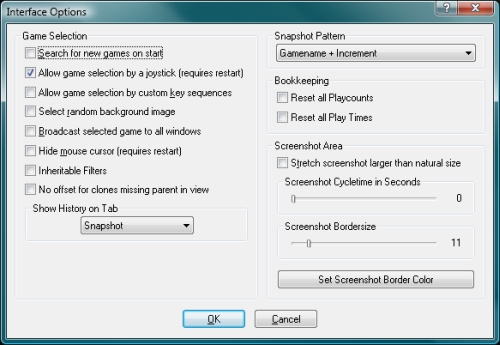 Interface Options
Game Selection
Search for new games on start
Allow game selection by a joystick (requires restart)
Allow game selection by custom key sequences
Select random background image
Broadcast selected game to all windows
Hide mouse cursor (requires restart)
Inheritable Filters
No offset for clones missing parent in view
Show History on Tab
Snapshot
Snapshot Pattern
Gamename + Increment
Bookkeeping
Reset all Playcounts
Reset all Play Times
Screenshot Area
Stretch screenshot larger than natural size
Screenshot Cycletime in Seconds
0
Screenshot Bordersize
11
Set Screenshot Border Color
OK
Cancel